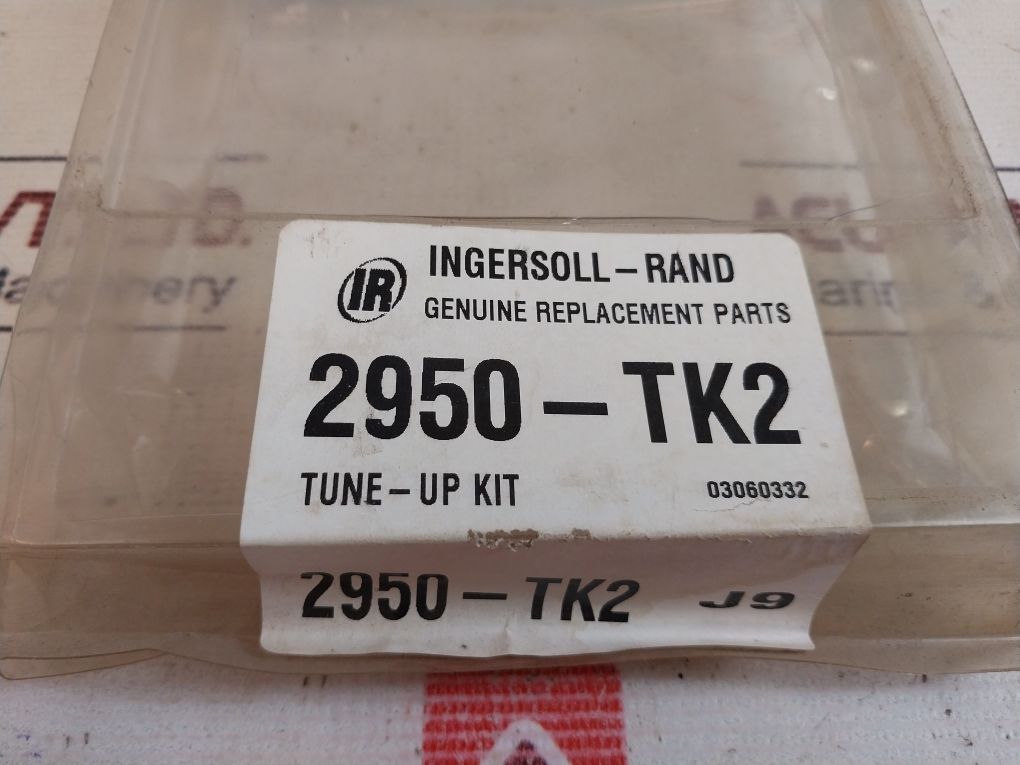 IR
INGERSOLL-RAND
GENUINE REPLACEMENT PARTS
2950-TK2
TUNE-UP KIT
03060332
2950-TK2 J9